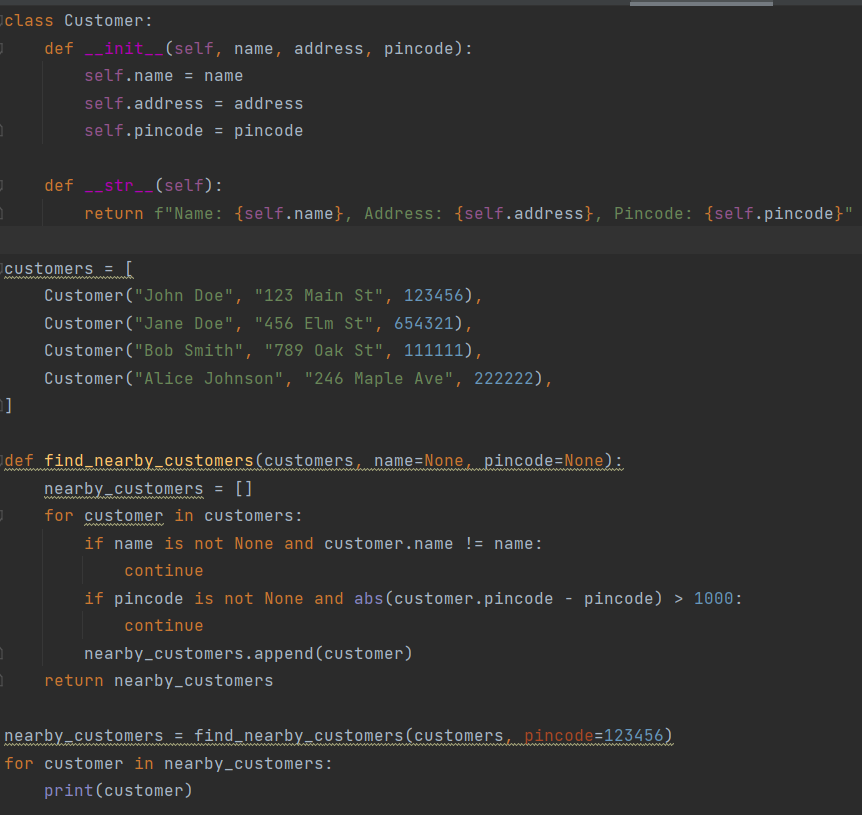 class Customer:
    def __init__(self, name, address, pincode):
        self.name = name
        self.address = address
        self.pincode = pincode

    def __str__(self):
        return f"Name: {self.name}, Address: {self.address}, Pincode: {self.pincode}"

customers = [
    Customer("John Doe", "123 Main St", 123456),
    Customer("Jane Doe", "456 Elm St", 654321),
    Customer("Bob Smith", "789 Oak St", 111111),
    Customer("Alice Johnson", "246 Maple Ave", 222222),
]

def find_nearby_customers(customers, name=None, pincode=None):
    nearby_customers = []
    for customer in customers:
        if name is not None and customer.name != name:
            continue
        if pincode is not None and abs(customer.pincode - pincode) > 1000:
            continue
        nearby_customers.append(customer)
    return nearby_customers

nearby_customers = find_nearby_customers(customers, pincode=123456)
for customer in nearby_customers:
    print(customer)